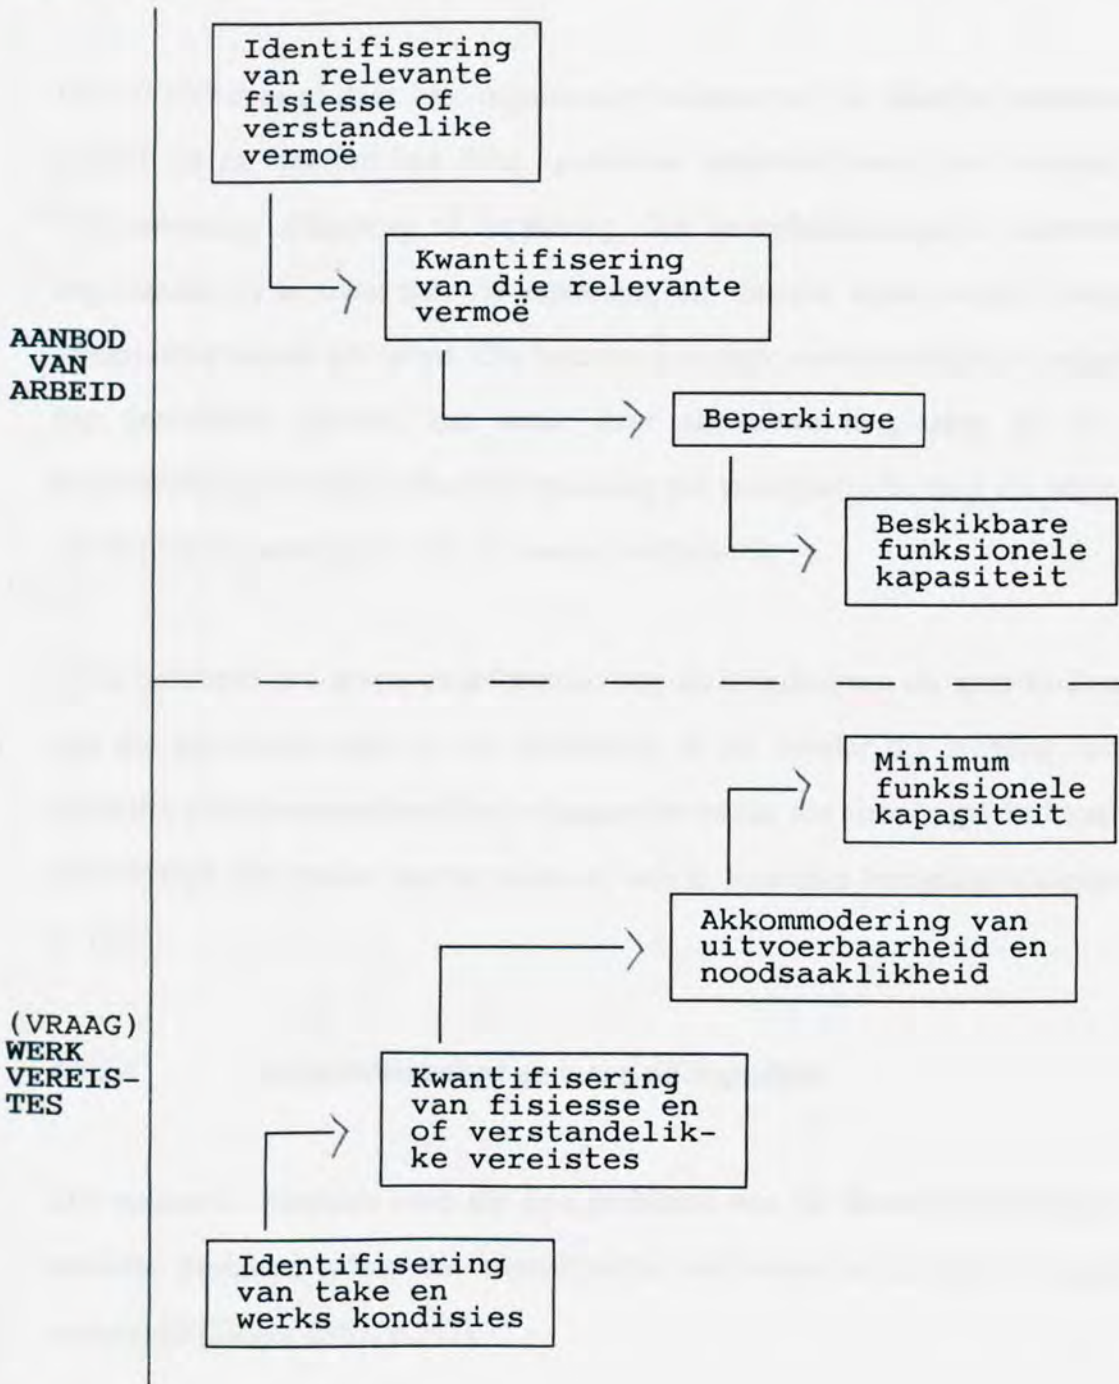 Identifisering
van relevante
fisiesse of
verstandelike
vermoë
Kwantifisering
van die relevante
vermoë
AANBOD
VAN
ARBEID
Beperkinge
Beskikbare
funksionele
kapasiteit
Minimum
funksionele
kapasiteit
Akkommodering van
uitvoerbaarheid en
noodsaaklikheid
(VRAAG)
WERK
VEREIS-
TES
Kwantifisering
van fisiesse en
of verstandelik-
ke vereistes
Identifisering
van take en
werks kondisies